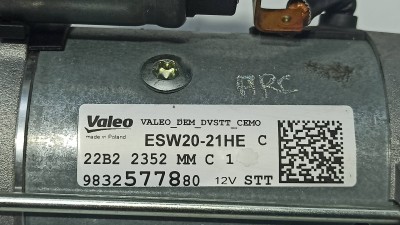 ARC
Valeo VALEO_DEM_DVSTT_CEMO
made in Poland
ESW20-21HE C
22B2 2352 MM C 1
9832577880 12V STT